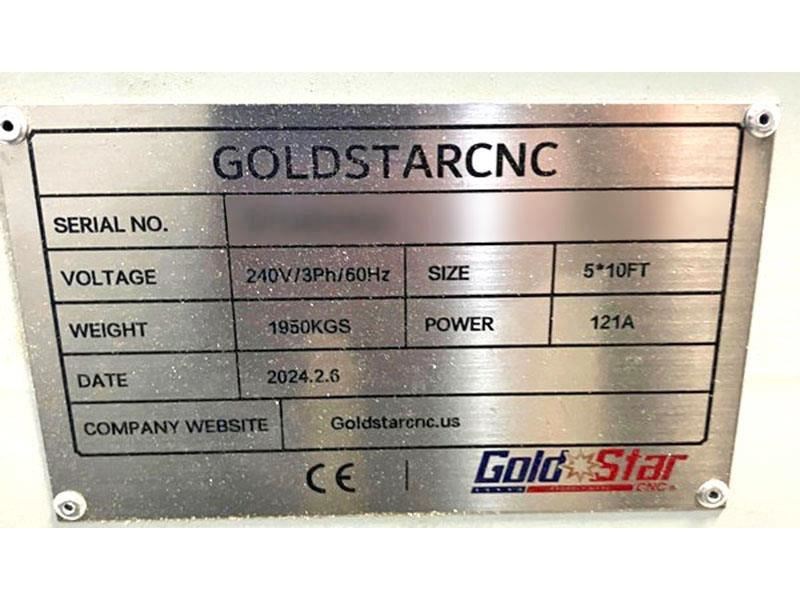 GOLDSTARCNC
SERIAL NO.
VOLTAGE 240V/3Ph/60Hz SIZE 5*10FT
WEIGHT 1950KGS POWER 121A
DATE 2024.2.6
COMPANY WEBSITE Goldstarcnc.us
CE
Gold Star
CNC